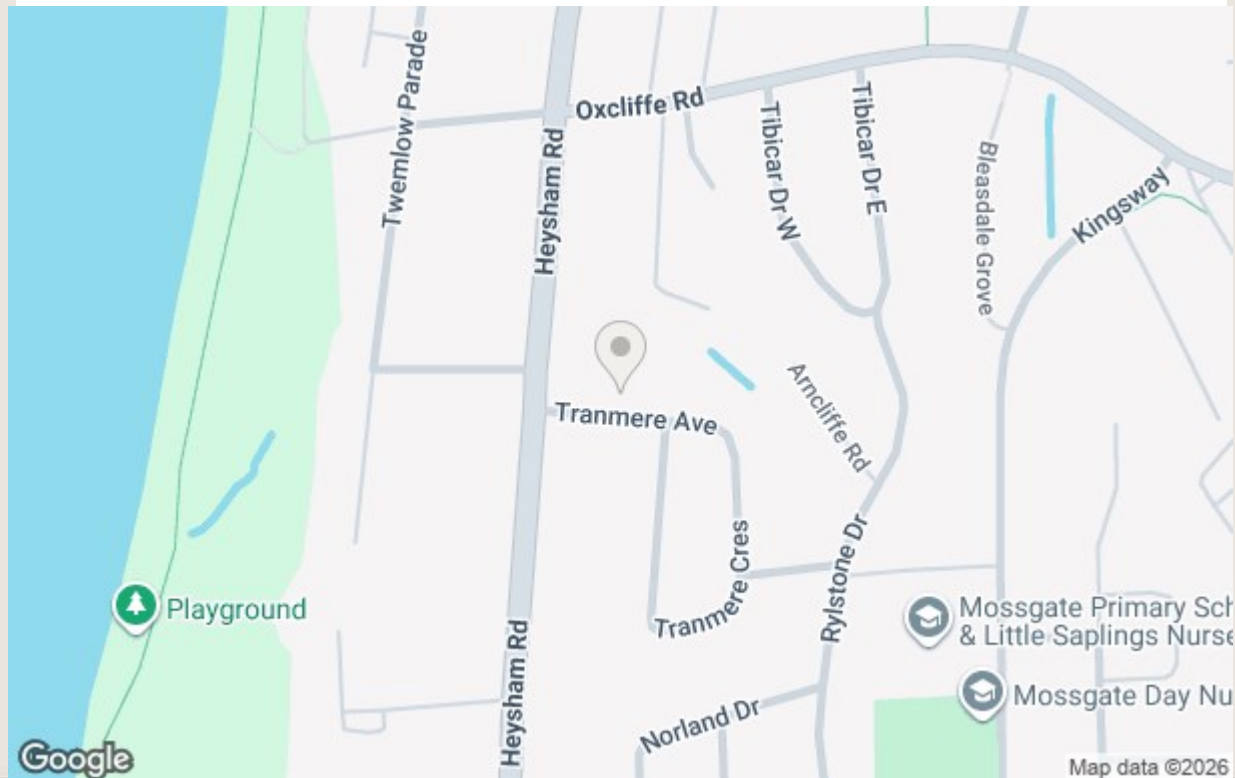 Twemlow Parade
Oxcliffe Rd
Heysham Rd
Tibicar Dr W
Tibicar Dr E
Bleasdale Grove
Kingsway
Arncliffe Rd
Tranmere Ave
Tranmere Cres
Rylstone Dr
Playground
Mossgate Primary Sch
& Little Saplings Nurse
Heysham Rd
Mossgate Day Nu
Norland Dr
Google
Map data ©2026